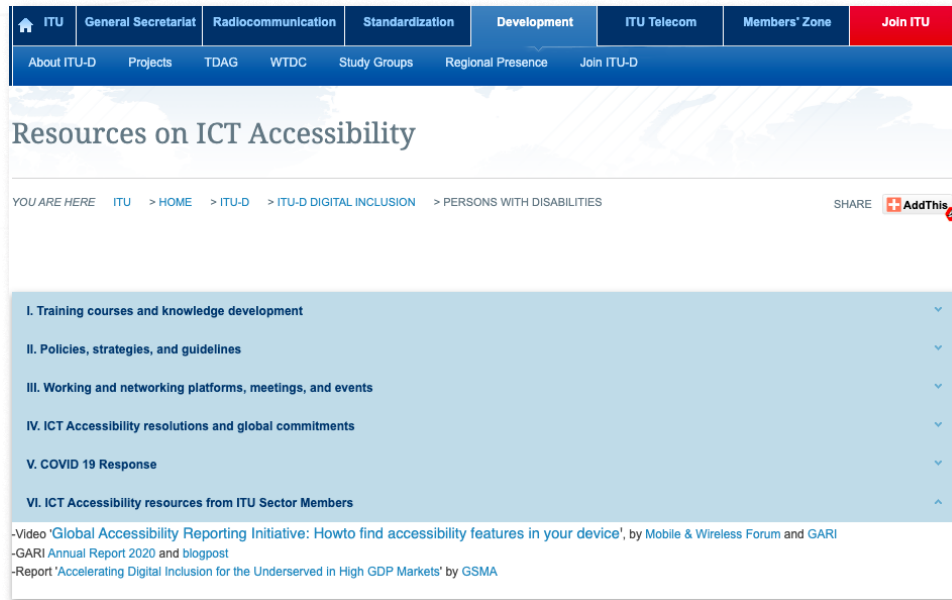 ITU General Secretariat Radiocommunication Standardization Development ITU Telecom Members' Zone Join ITU
About ITU-D Projects TDAG WTDC Study Groups Regional Presence Join ITU-D
Resources on ICT Accessibility
YOU ARE HERE ITU > HOME > ITU-D > ITU-D DIGITAL INCLUSION > PERSONS WITH DISABILITIES SHARE AddThis
I. Training courses and knowledge development
II. Policies, strategies, and guidelines
III. Working and networking platforms, meetings, and events
IV. ICT Accessibility resolutions and global commitments
V. COVID 19 Response
VI. ICT Accessibility resources from ITU Sector Members
-Video 'Global Accessibility Reporting Initiative: Howto find accessibility features in your device', by Mobile & Wireless Forum and GARI
-GARI Annual Report 2020 and blogpost
-Report 'Accelerating Digital Inclusion for the Underserved in High GDP Markets' by GSMA